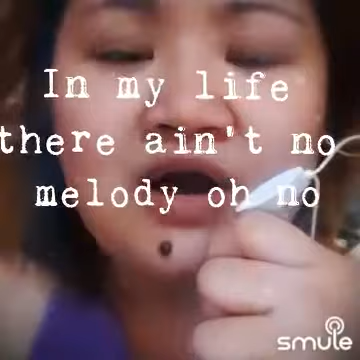 In my life
there ain't no
melody oh no
smule